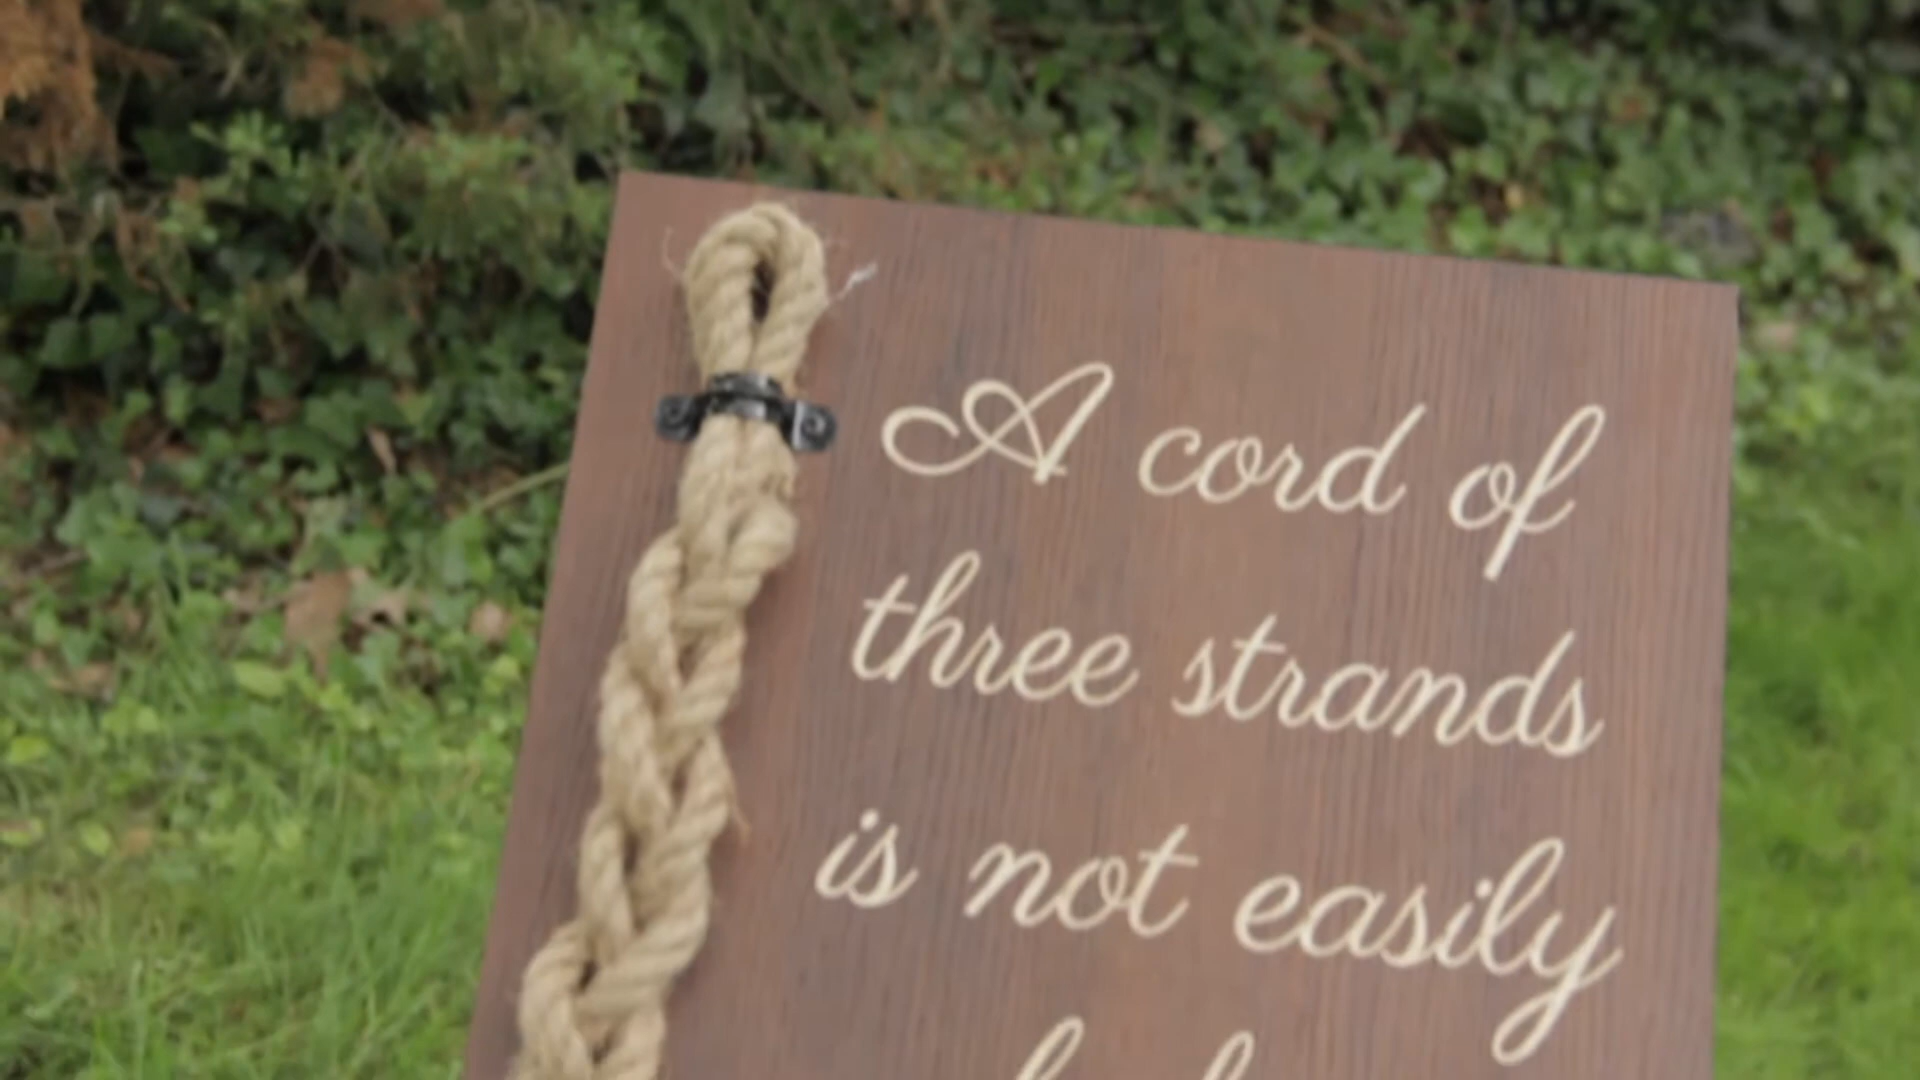 A cord of
three strands
is not easily